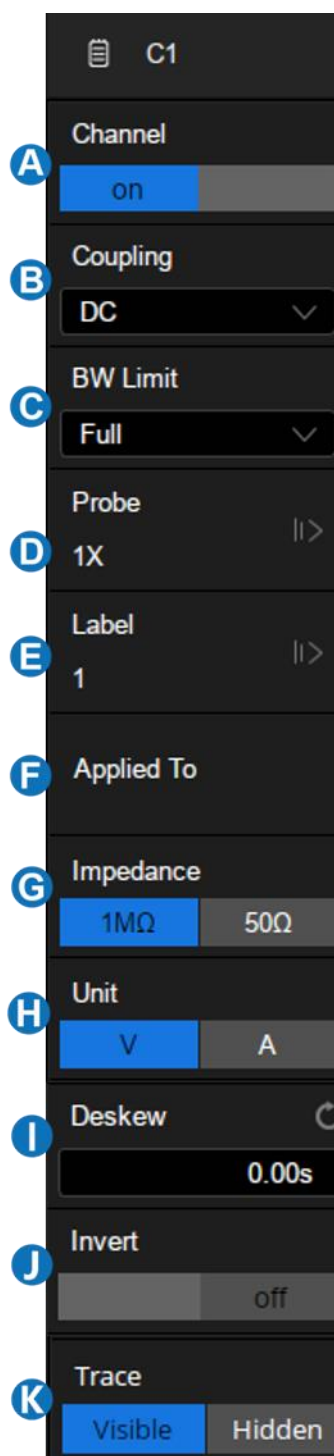 C1
A
Channel
on
B
Coupling
DC
C
BW Limit
Full
D
Probe
1X
E
Label
1
F
Applied To
G
Impedance
1MΩ 50Ω
H
Unit
V A
I
Deskew
0.00s
J
Invert
off
K
Trace
Visible Hidden